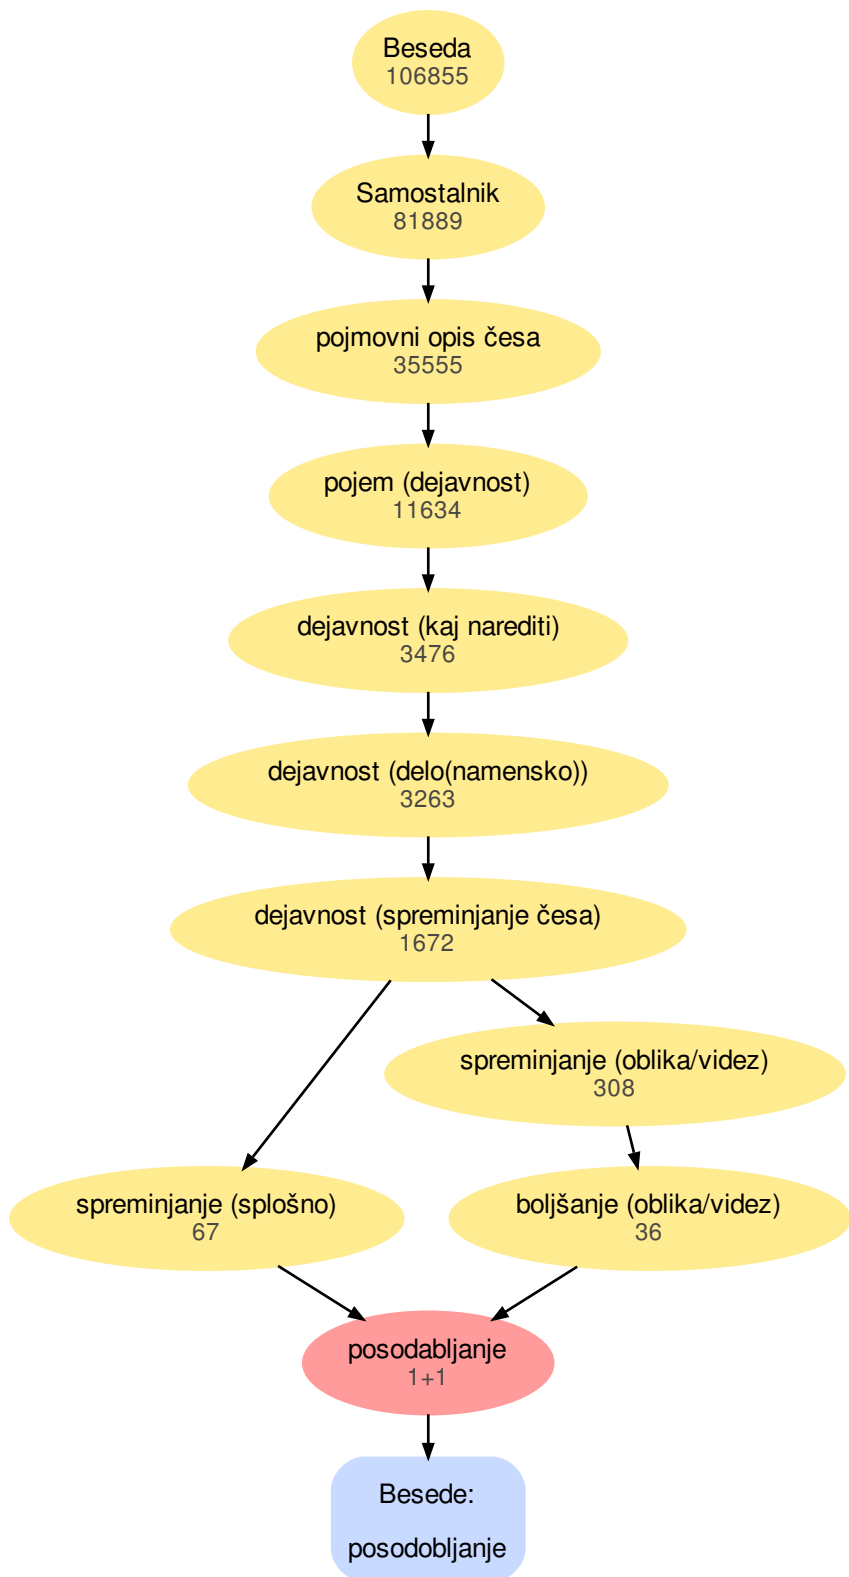 Beseda
106855
Samostalnik
81889
pojmovni opis česa
35555
pojem (dejavnost)
11634
dejavnost (kaj narediti)
3476
dejavnost (delo(namensko))
3263
dejavnost (spreminjanje česa)
1672
spreminjanje (oblika/videz)
308
spreminjanje (splošno)
67
boljšanje (oblika/videz)
36
posodabljanje
1+1
Besede:
posodobljanje